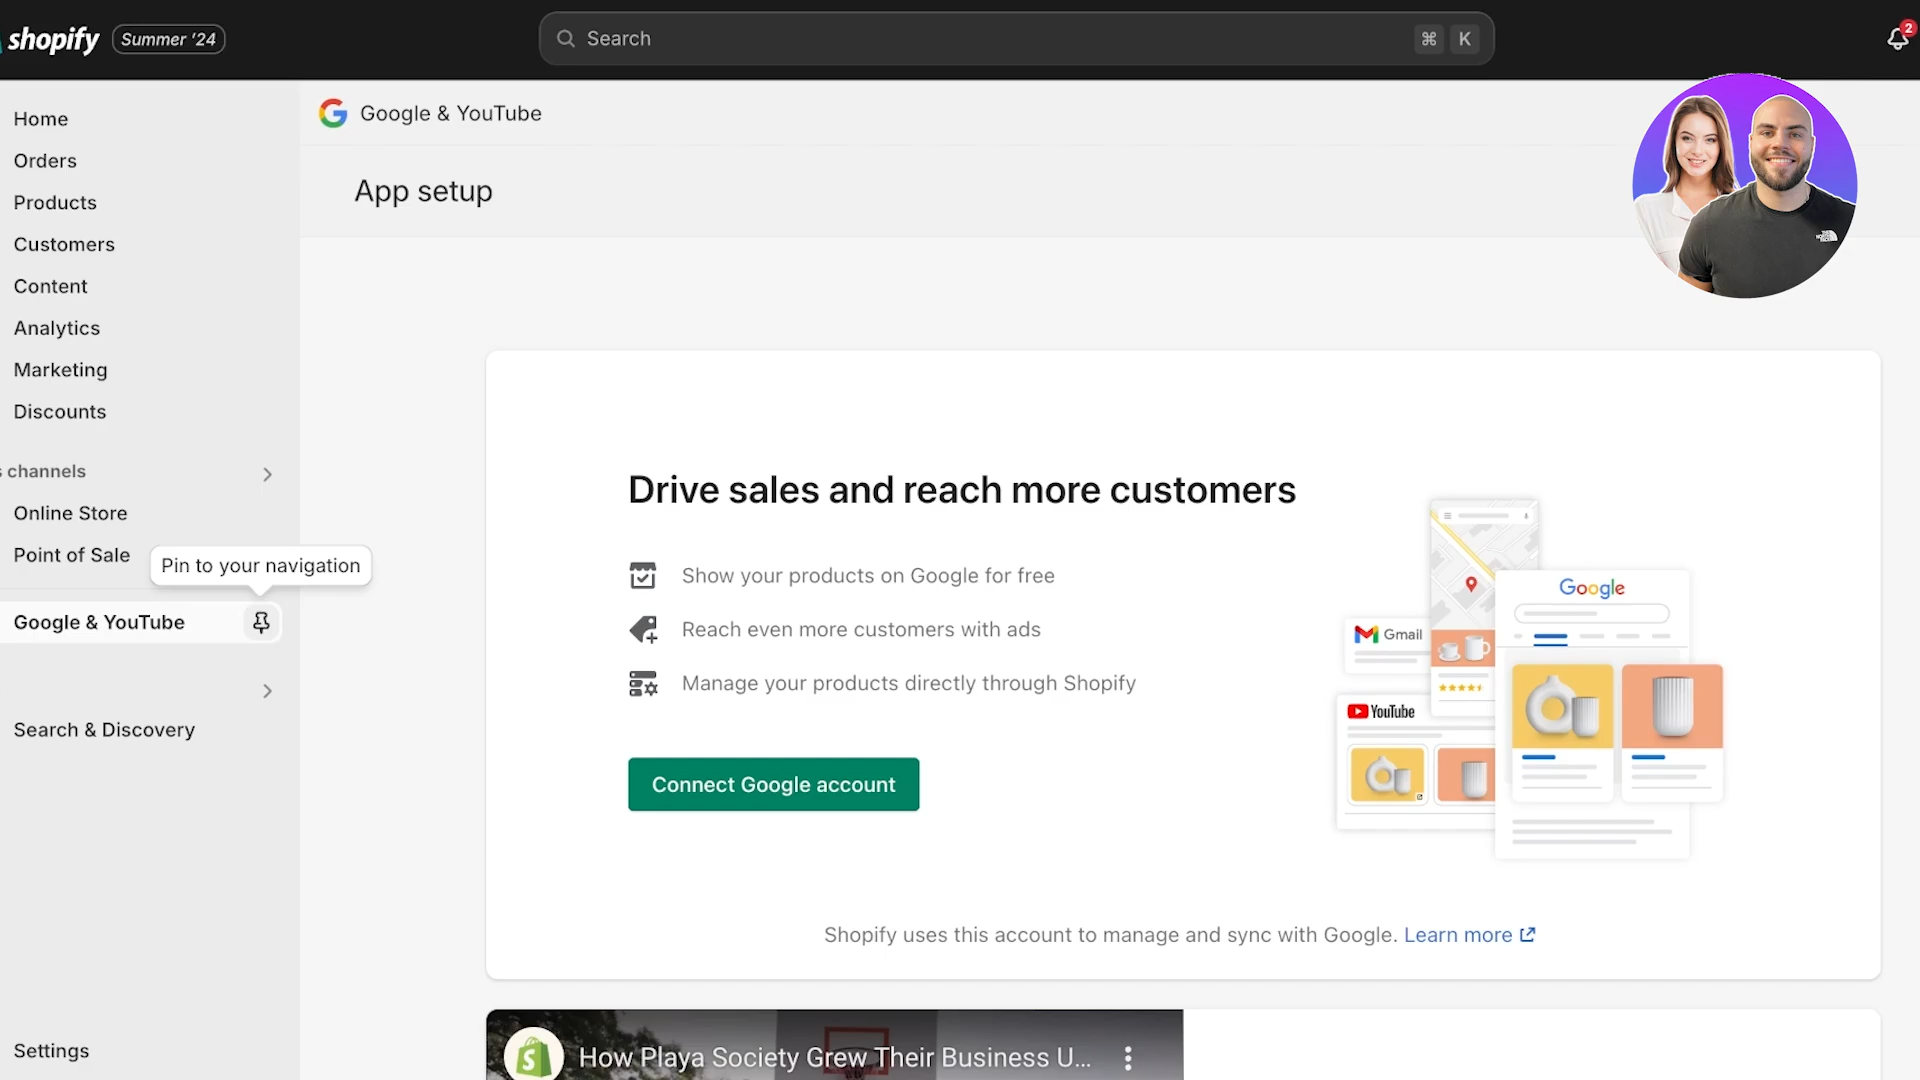 shopify
Summer '24
Search
⌘ K
2
Home
Orders
Products
Customers
Content
Analytics
Marketing
Discounts
s channels
Online Store
Point of Sale
Pin to your navigation
Google & YouTube
Search & Discovery
Settings
Google & YouTube
App setup
Drive sales and reach more customers
Show your products on Google for free
Reach even more customers with ads
Manage your products directly through Shopify
Connect Google account
Google
Gmail
YouTube
Shopify uses this account to manage and sync with Google. Learn more
How Playa Society Grew Their Business U...
THE NORTH FACE